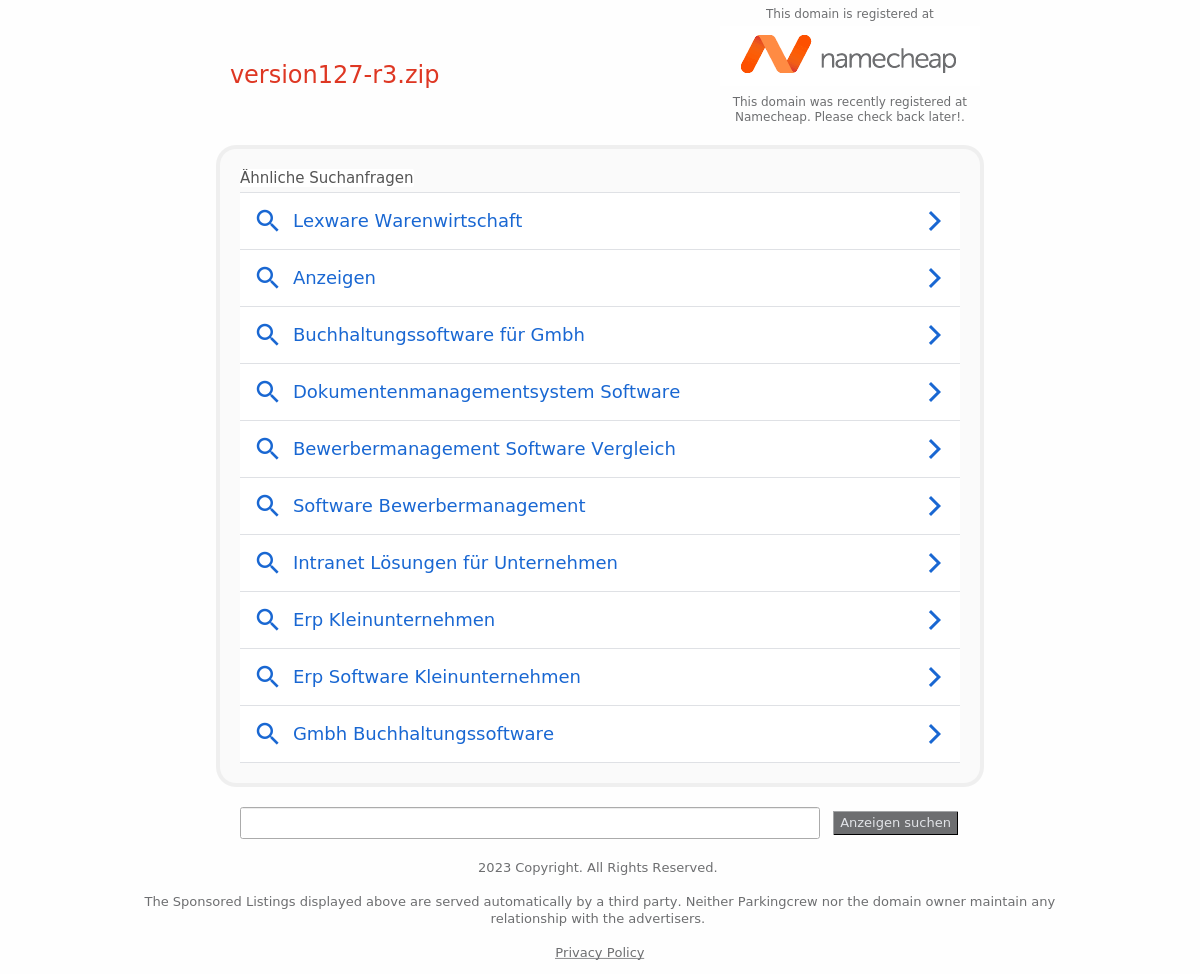 This domain is registered at
namecheap
version127-r3.zip
This domain was recently registered at
Namecheap. Please check back later!.
Ähnliche Suchanfragen
Lexware Warenwirtschaft
Anzeigen
Buchhaltungssoftware für Gmbh
Dokumentenmanagementsystem Software
Bewerbermanagement Software Vergleich
Software Bewerbermanagement
Intranet Lösungen für Unternehmen
Erp Kleinunternehmen
Erp Software Kleinunternehmen
Gmbh Buchhaltungssoftware
Anzeigen suchen
2023 Copyright. All Rights Reserved.
The Sponsored Listings displayed above are served automatically by a third party. Neither Parkingcrew nor the domain owner maintain any
relationship with the advertisers.
Privacy Policy